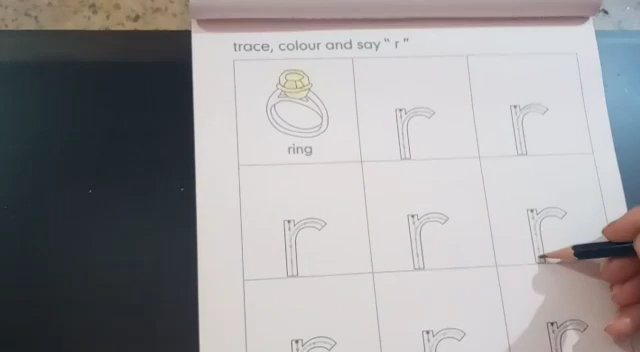 trace, colour and say "r"
ring
r r
r r r
r r r